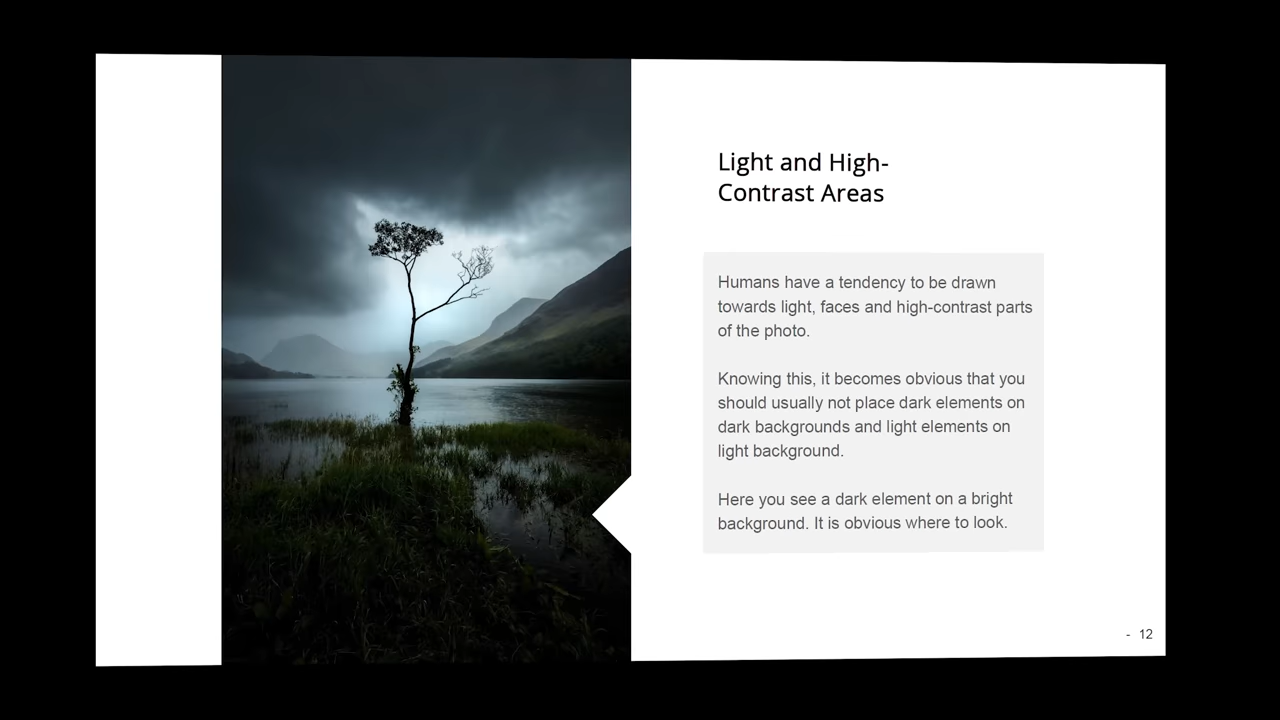 Light and High-
Contrast Areas
Humans have a tendency to be drawn
towards light, faces and high-contrast parts
of the photo.
Knowing this, it becomes obvious that you
should usually not place dark elements on
dark backgrounds and light elements on
light background.
Here you see a dark element on a bright
background. It is obvious where to look.
- 12